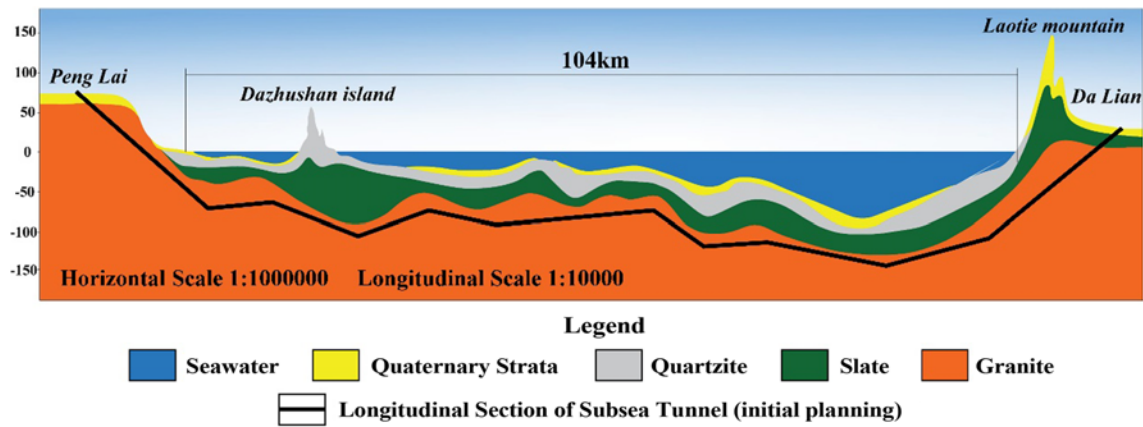 150
100
50
0
-50
-100
-150
Peng Lai
Dazhushan island
104km
Laotie mountain
Da Lian
Horizontal Scale 1:1000000 Longitudinal Scale 1:10000
Legend
Seawater Quaternary Strata Quartzite Slate Granite
Longitudinal Section of Subsea Tunnel (initial planning)